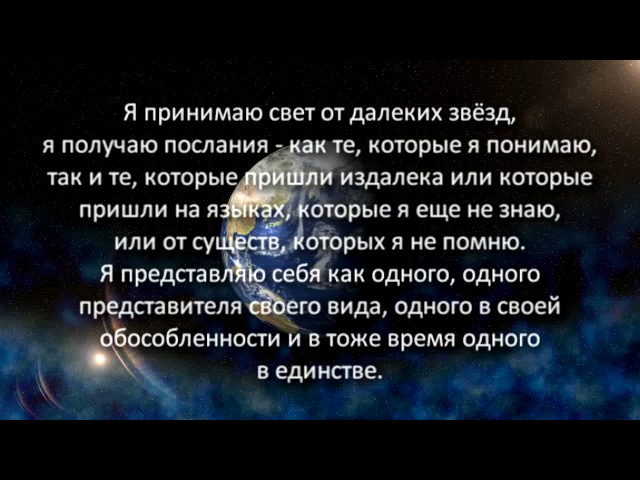 Я принимаю свет от далеких звёзд,
я получаю послания - как те, которые я понимаю,
так и те, которые пришли издалека или которые
пришли на языках, которые я еще не знаю,
или от существ, которых я не помню.
Я представляю себя как одного, одного
представителя своего вида, одного в своей
обособленности и в тоже время одного
в единстве.